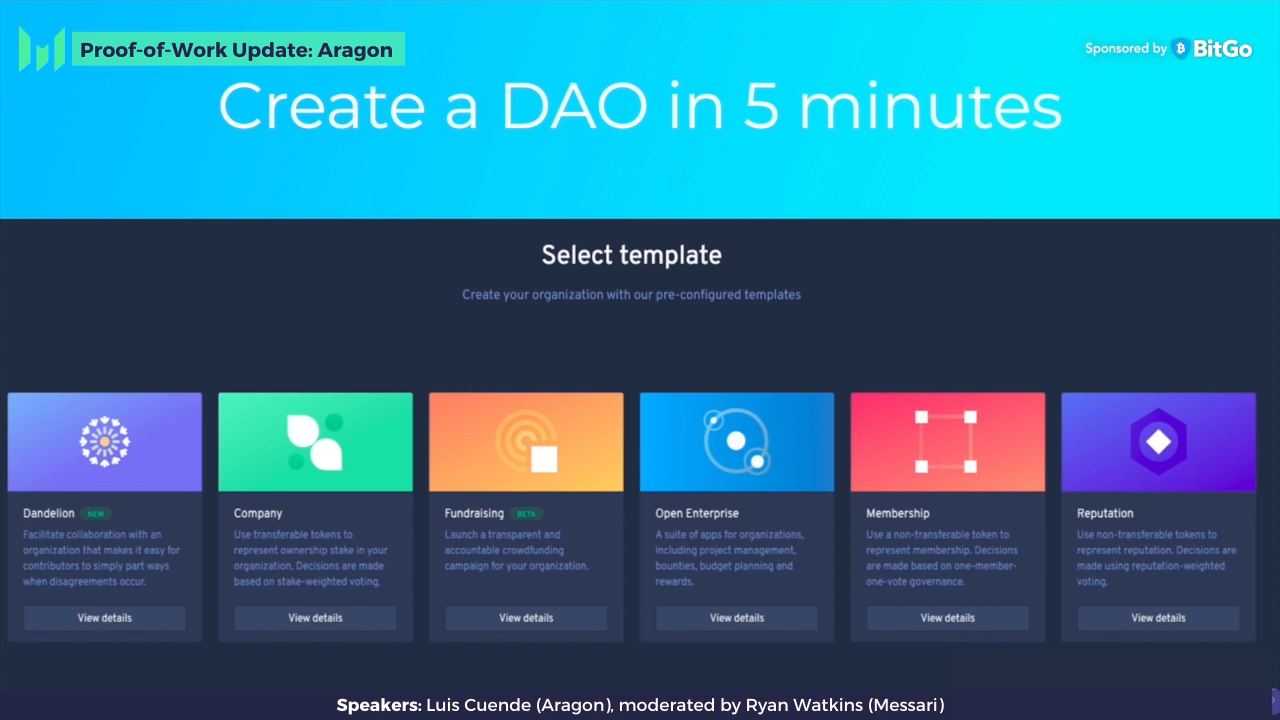 Proof-of-Work Update: Aragon
Sponsored by BitGo
Create a DAO in 5 minutes
Select template
Create your organization with our pre-configured templates
Dandelion NEW
Facilitate collaboration with an
organization that makes it easy for
contributors to simply part ways
when disagreements occur.
View details
Company
Use transferable tokens to
represent ownership stake in your
organization. Decisions are made
based on stake-weighted voting.
View details
Fundraising BETA
Launch a transparent and
accountable crowdfunding
campaign for your organization.
View details
Open Enterprise
A suite of apps for organizations,
including project management,
bounties, budget planning and
rewards.
View details
Membership
Use a non-transferable token to
represent membership. Decisions
are made based on one-member-
one-vote governance.
View details
Reputation
Use non-transferable tokens to
represent reputation. Decisions are
made using reputation-weighted
voting.
View details
Speakers: Luis Cuende (Aragon), moderated by Ryan Watkins (Messari)